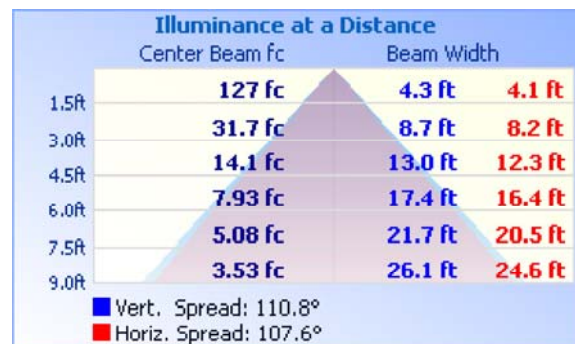 Illuminance at a Distance
Center Beam fc Beam Width
1.5ft 127 fc 4.3 ft 4.1 ft
3.0ft 31.7 fc 8.7 ft 8.2 ft
4.5ft 14.1 fc 13.0 ft 12.3 ft
6.0ft 7.93 fc 17.4 ft 16.4 ft
7.5ft 5.08 fc 21.7 ft 20.5 ft
9.0ft 3.53 fc 26.1 ft 24.6 ft
Vert. Spread: 110.8°
Horiz. Spread: 107.6°